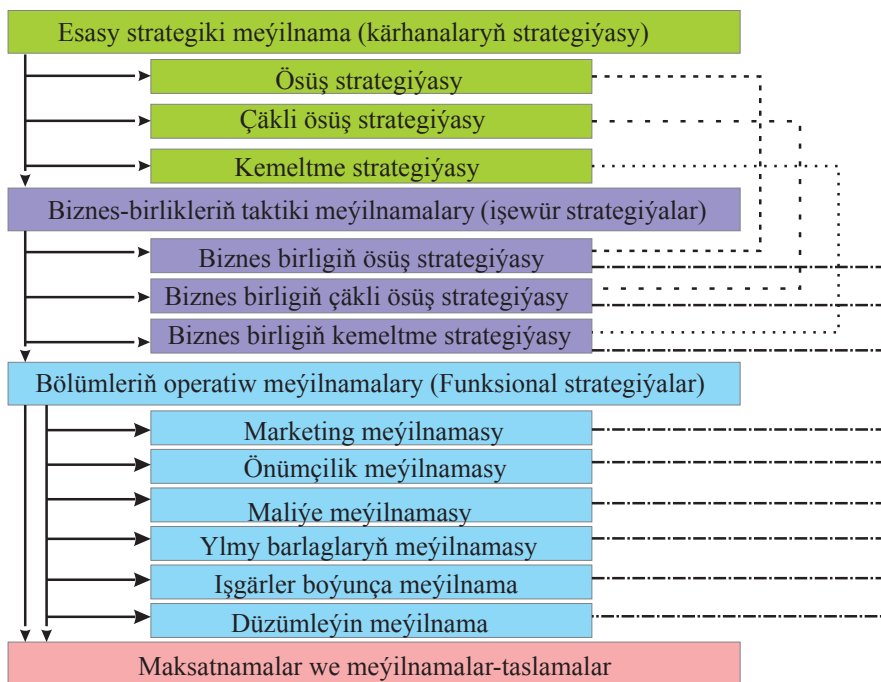 Esasy strategiki meýilnama (kärhanalaryň strategiýasy)
Ösüş strategiýasy
Çäkli ösüş strategiýasy
Kemeltme strategiýasy
Biznes-birlikleriň taktiki meýilnamalary (işewür strategiýalar)
Biznes birligiň ösüş strategiýasy
Biznes birligiň çäkli ösüş strategiýasy
Biznes birligiň kemeltme strategiýasy
Bölümleriň operatiw meýilnamalary (Funksional strategiýalar)
Marketing meýilnamasy
Önümçilik meýilnamasy
Maliýe meýilnamasy
Ylmy barlaglaryň meýilnamasy
Işgärler boýunça meýilnama
Düzümleýin meýilnama
Maksatnamalar we meýilnamalar-taslamalar